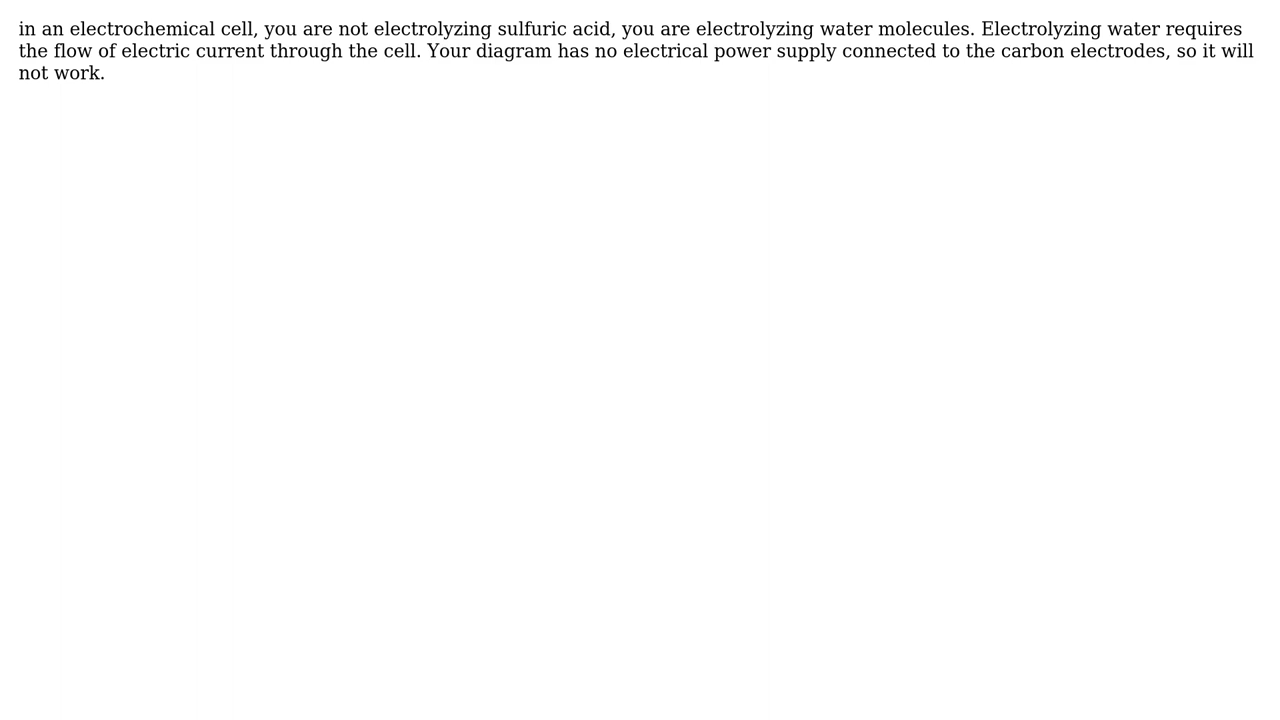 in an electrochemical cell, you are not electrolyzing sulfuric acid, you are electrolyzing water molecules. Electrolyzing water requires
the flow of electric current through the cell. Your diagram has no electrical power supply connected to the carbon electrodes, so it will
not work.